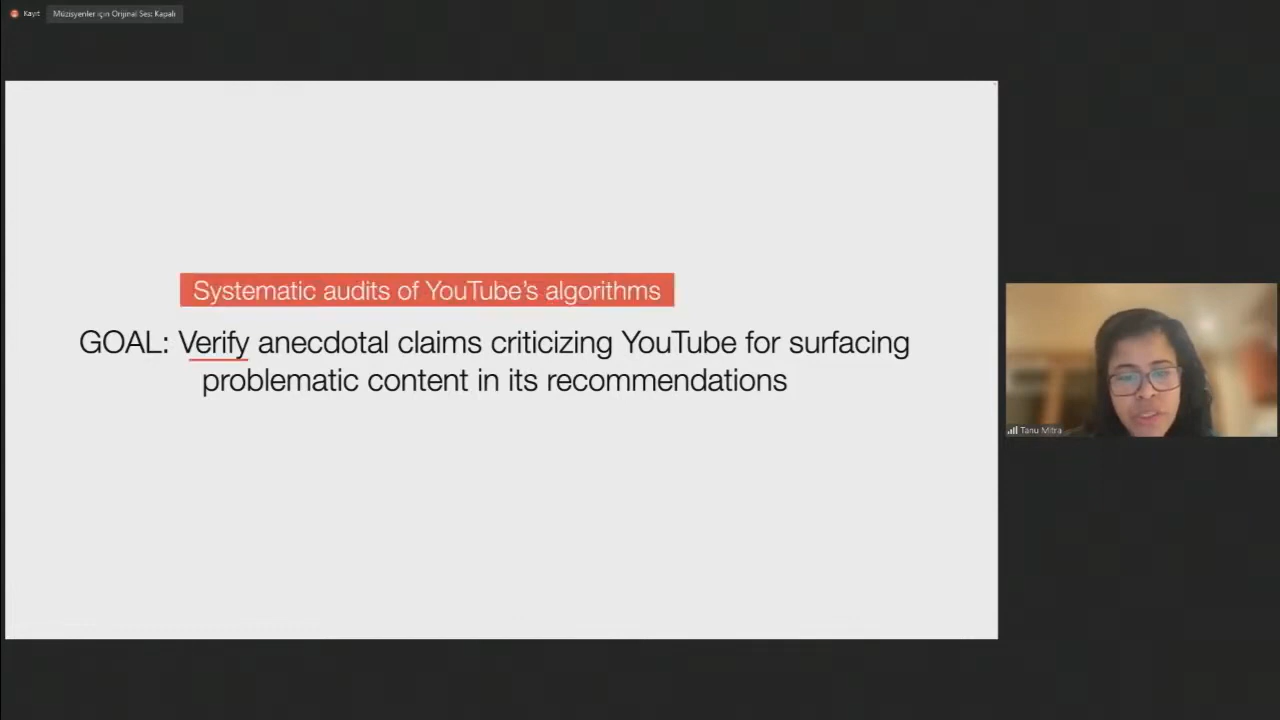 Kayıt
Müzisyenler için Orijinal Ses: Kapalı
Systematic audits of YouTube's algorithms
GOAL: Verify anecdotal claims criticizing YouTube for surfacing
problematic content in its recommendations
Tanu Mitra